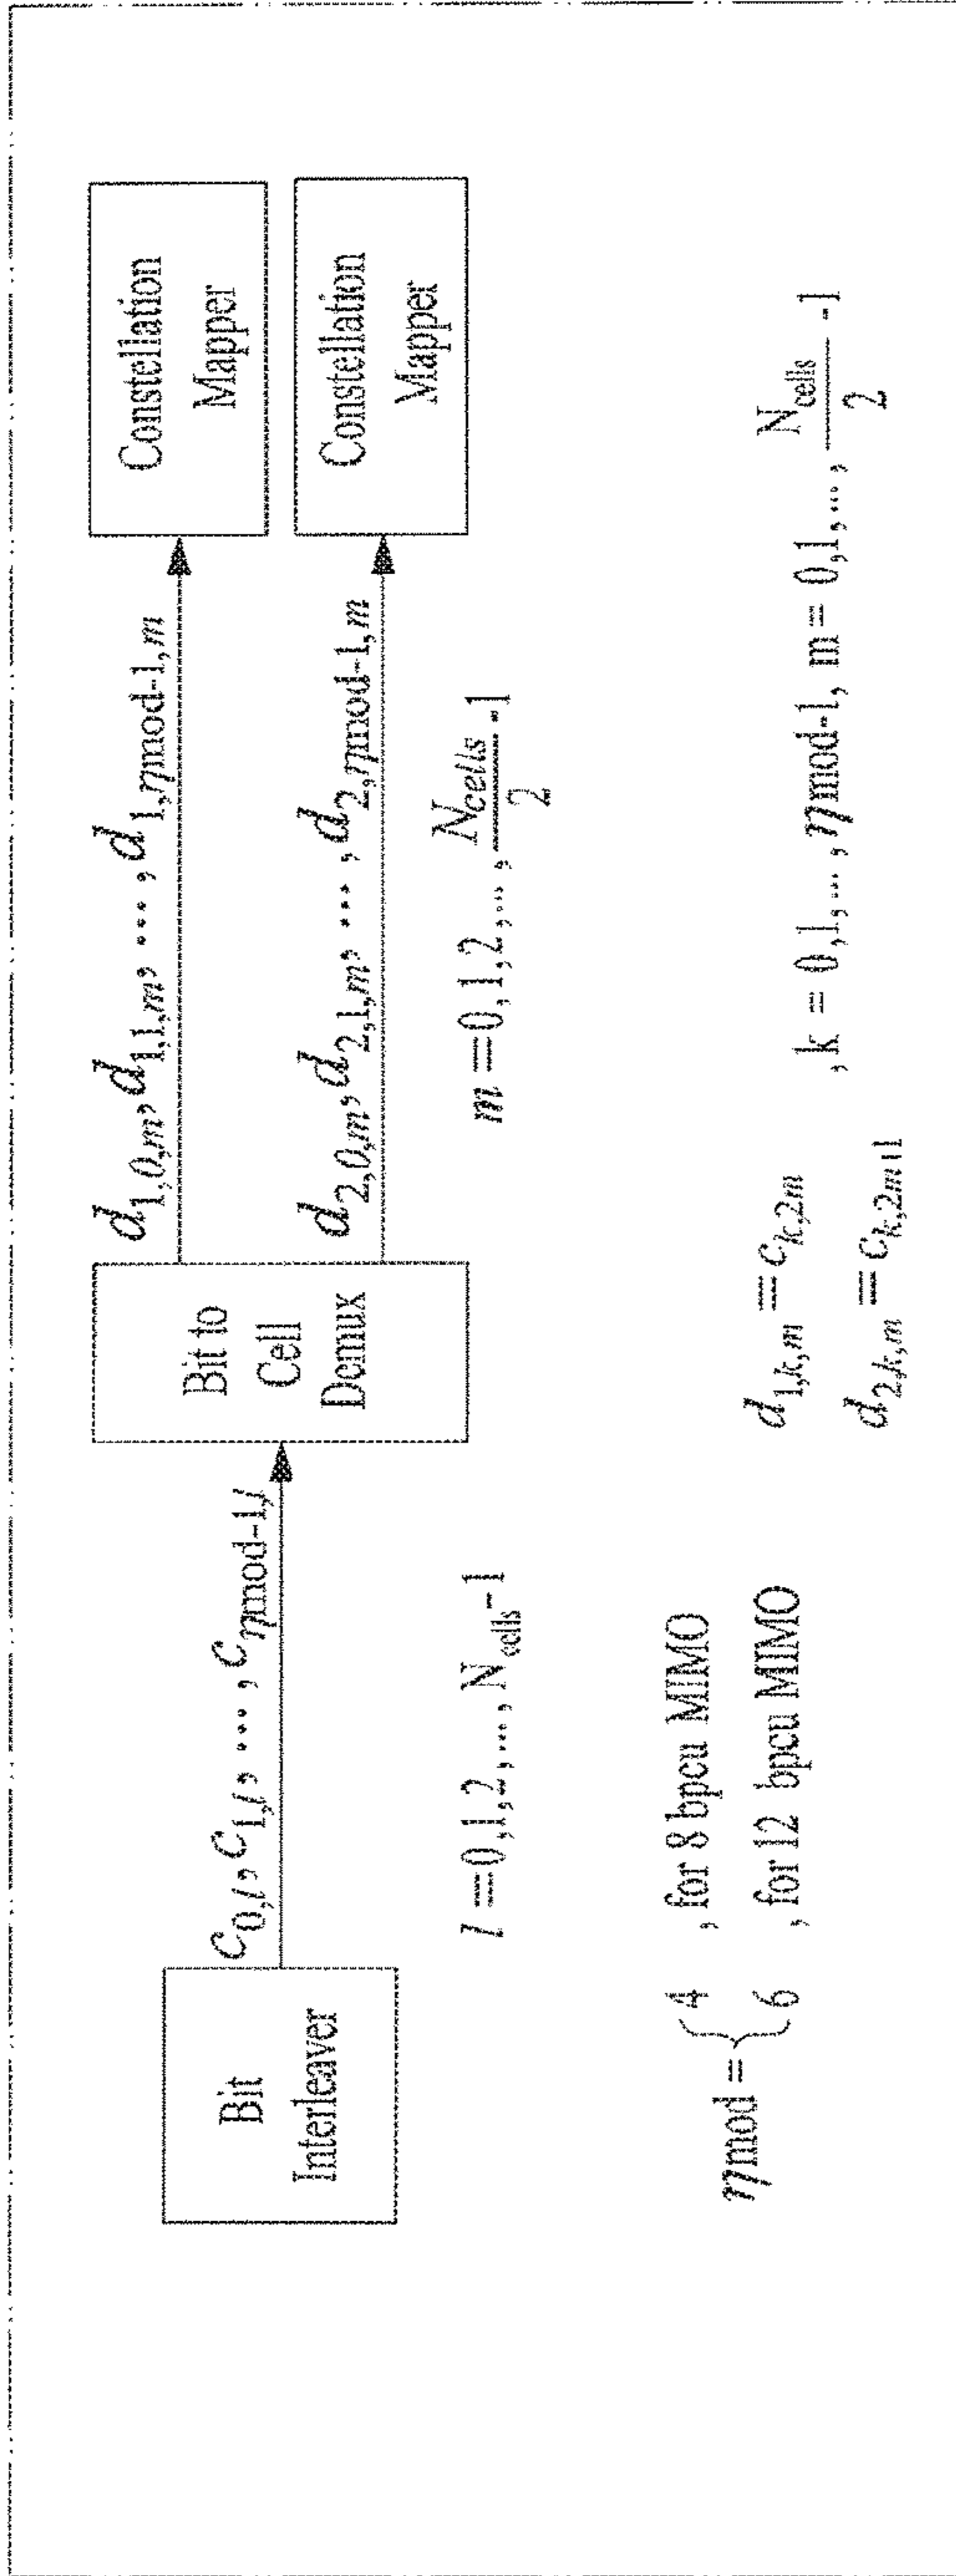 Bit
Interleaver
c0,l, c1,l, ..., cηmod-1,l
l = 0,1,2,..., Ncells-1
Bit to
Cell
Demux
d1,0,m, d1,1,m, ..., d1,ηmod-1,m
d2,0,m, d2,1,m, ..., d2,ηmod-1,m
m = 0,1,2,..., Ncells/2 -1
Constellation
Mapper
Constellation
Mapper
ηmod = { 4 , for 8 bpcu MIMO
6 , for 12 bpcu MIMO
d1,k,m = ck,2m
d2,k,m = ck,2m+1
, k = 0,1,..., ηmod-1, m = 0,1,..., Ncells/2 -1